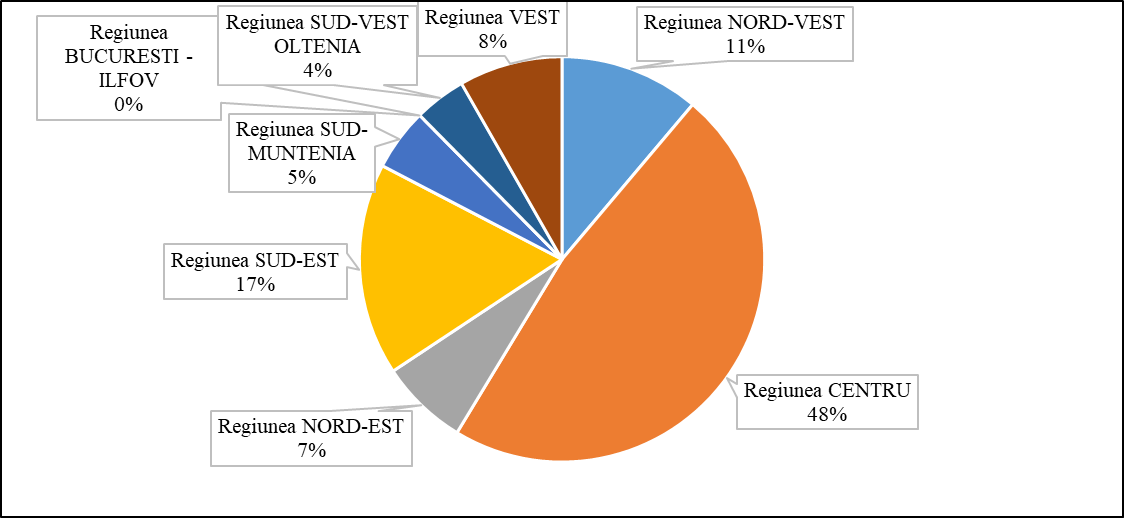 Regiunea
BUCURESTI -
ILFOV
0%
Regiunea SUD-VEST
OLTENIA
4%
Regiunea VEST
8%
Regiunea NORD-VEST
11%
Regiunea SUD-
MUNTENIA
5%
Regiunea SUD-EST
17%
Regiunea CENTRU
48%
Regiunea NORD-EST
7%